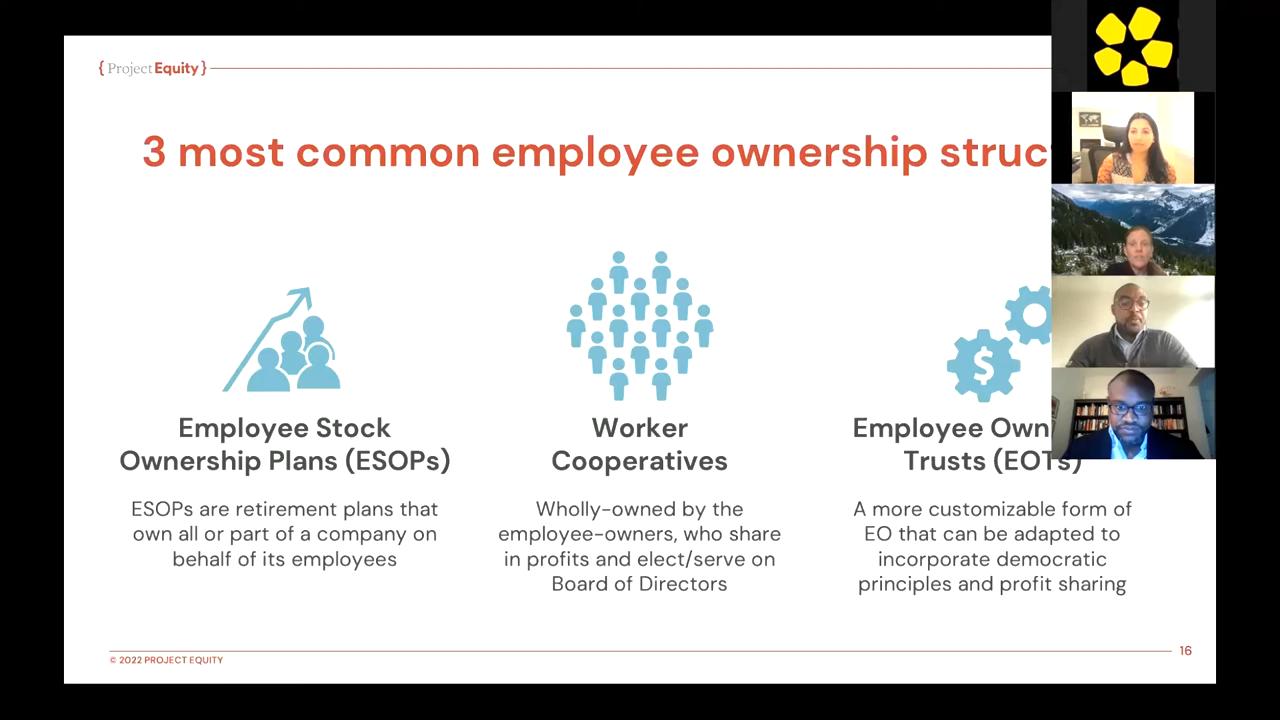 { Project Equity }
3 most common employee ownership struc
Employee Stock
Ownership Plans (ESOPs)
ESOPs are retirement plans that
own all or part of a company on
behalf of its employees
Worker
Cooperatives
Wholly-owned by the
employee-owners, who share
in profits and elect/serve on
Board of Directors
$
Employee Own
Trusts (EOTs)
A more customizable form of
EO that can be adapted to
incorporate democratic
principles and profit sharing
© 2022 PROJECT EQUITY
16